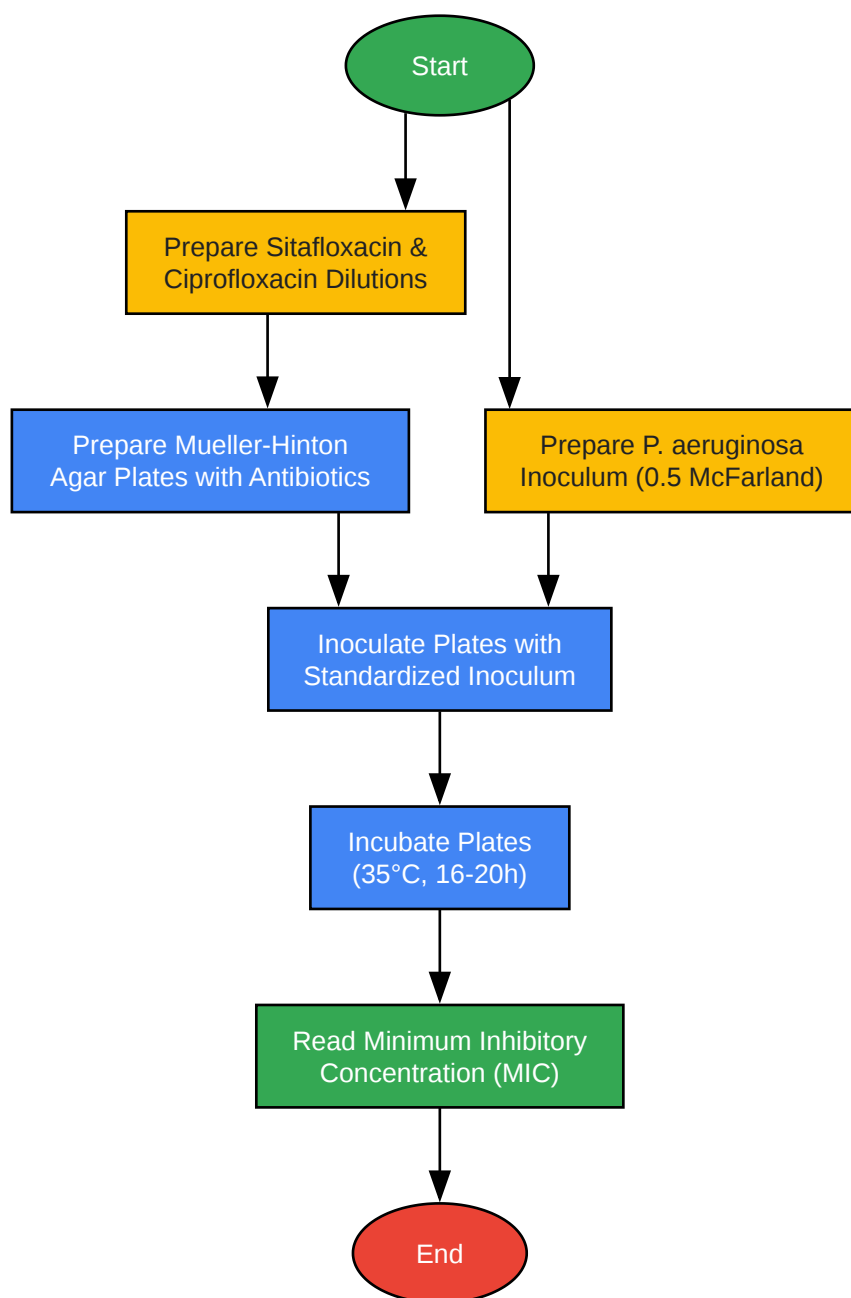 Start
Prepare Sitafloxacin &
Ciprofloxacin Dilutions
Prepare Mueller-Hinton
Agar Plates with Antibiotics
Prepare P. aeruginosa
Inoculum (0.5 McFarland)
Inoculate Plates with
Standardized Inoculum
Incubate Plates
(35°C, 16-20h)
Read Minimum Inhibitory
Concentration (MIC)
End